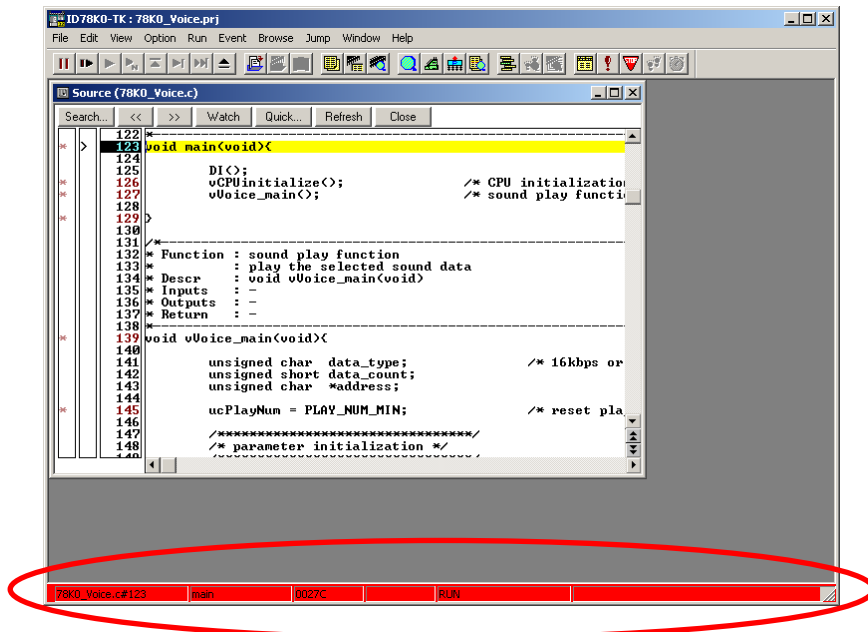 ID78K0-TK : 78K0_Voice.prj
File Edit View Option Run Event Browse Jump Window Help
Source (78K0_Voice.c)
Search... << >> Watch Quick... Refresh Close
122 *--------------------------------------------------------------
* > 123 void main(void){
124
125 DI();
* 126 vCPUinitialize(); /* CPU initialization
* 127 vVoice_main(); /* sound play functi
128
* 129 }
130
131 /*--------------------------------------------------------------
132 * Function : sound play function
133 * : play the selected sound data
134 * Descr : void vVoice_main(void)
135 * Inputs : -
136 * Outputs : -
137 * Return : -
138 *--------------------------------------------------------------
* 139 void vVoice_main(void){
140
141 unsigned char data_type; /* 16kbps or
142 unsigned short data_count;
143 unsigned char *address;
144
* 145 ucPlayNum = PLAY_NUM_MIN; /* reset pla
146
147 /********************************/
148 /* parameter initialization */
78K0_Voice.c#123 main 0027C RUN